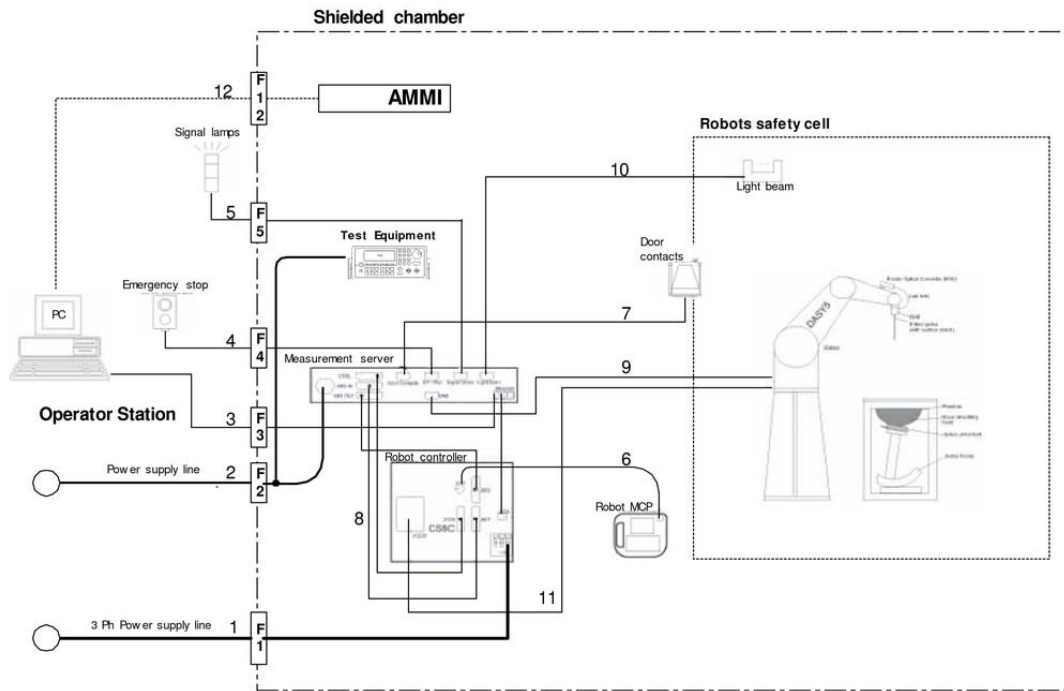 Shielded chamber
F
1
2
12
AMMI
Signal lamps
Robots safety cell
10
Light beam
5
F
5
Test Equipment
Door
contacts
Emergency stop
PC
DASY5
7
4
F
4
Measurement server
9
Operator Station
3
F
3
Power supply line
2
F
2
Robot controller
6
8
CS8C
Robot MCP
11
3 Ph Power supply line
1
F
1